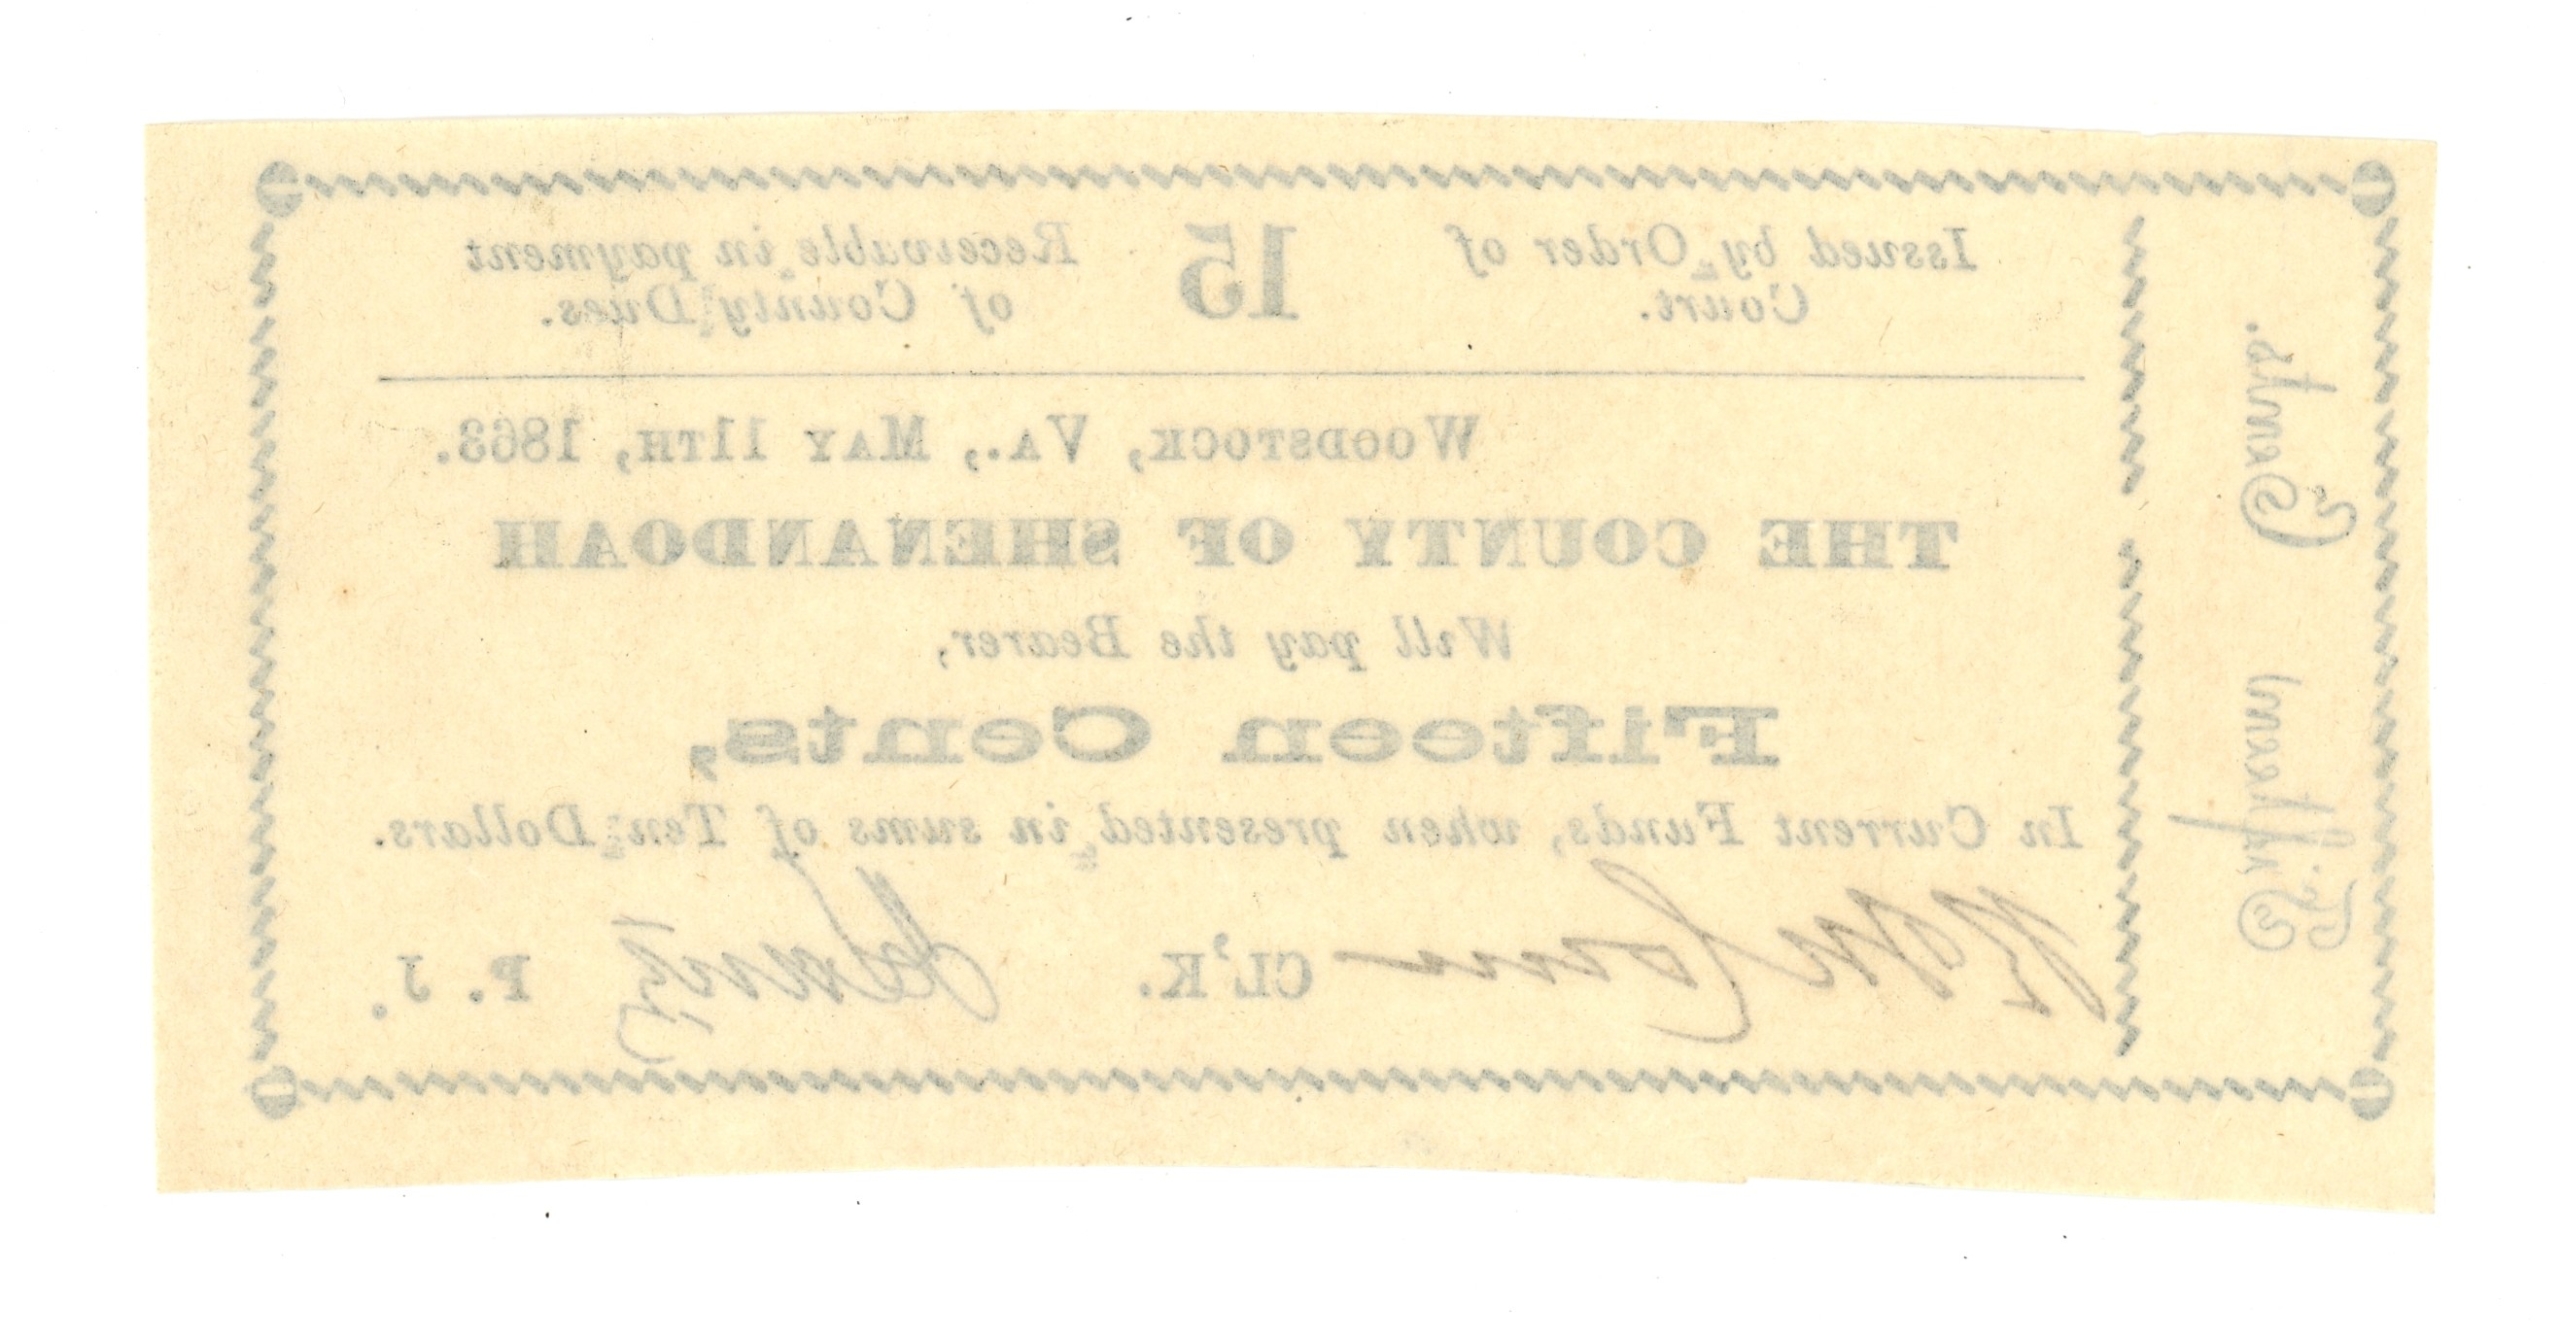 Issued by Order of
Court.
15
Receivable in payment
of County Dues.
WOODSTOCK, VA., MAY 11TH, 1863.
THE COUNTY OF SHENANDOAH
Will pay the Bearer,
Fifteen Cents,
In Current Funds, when presented in sums of Ten Dollars.
CL'K.
P. J.
Fifteen Cents.